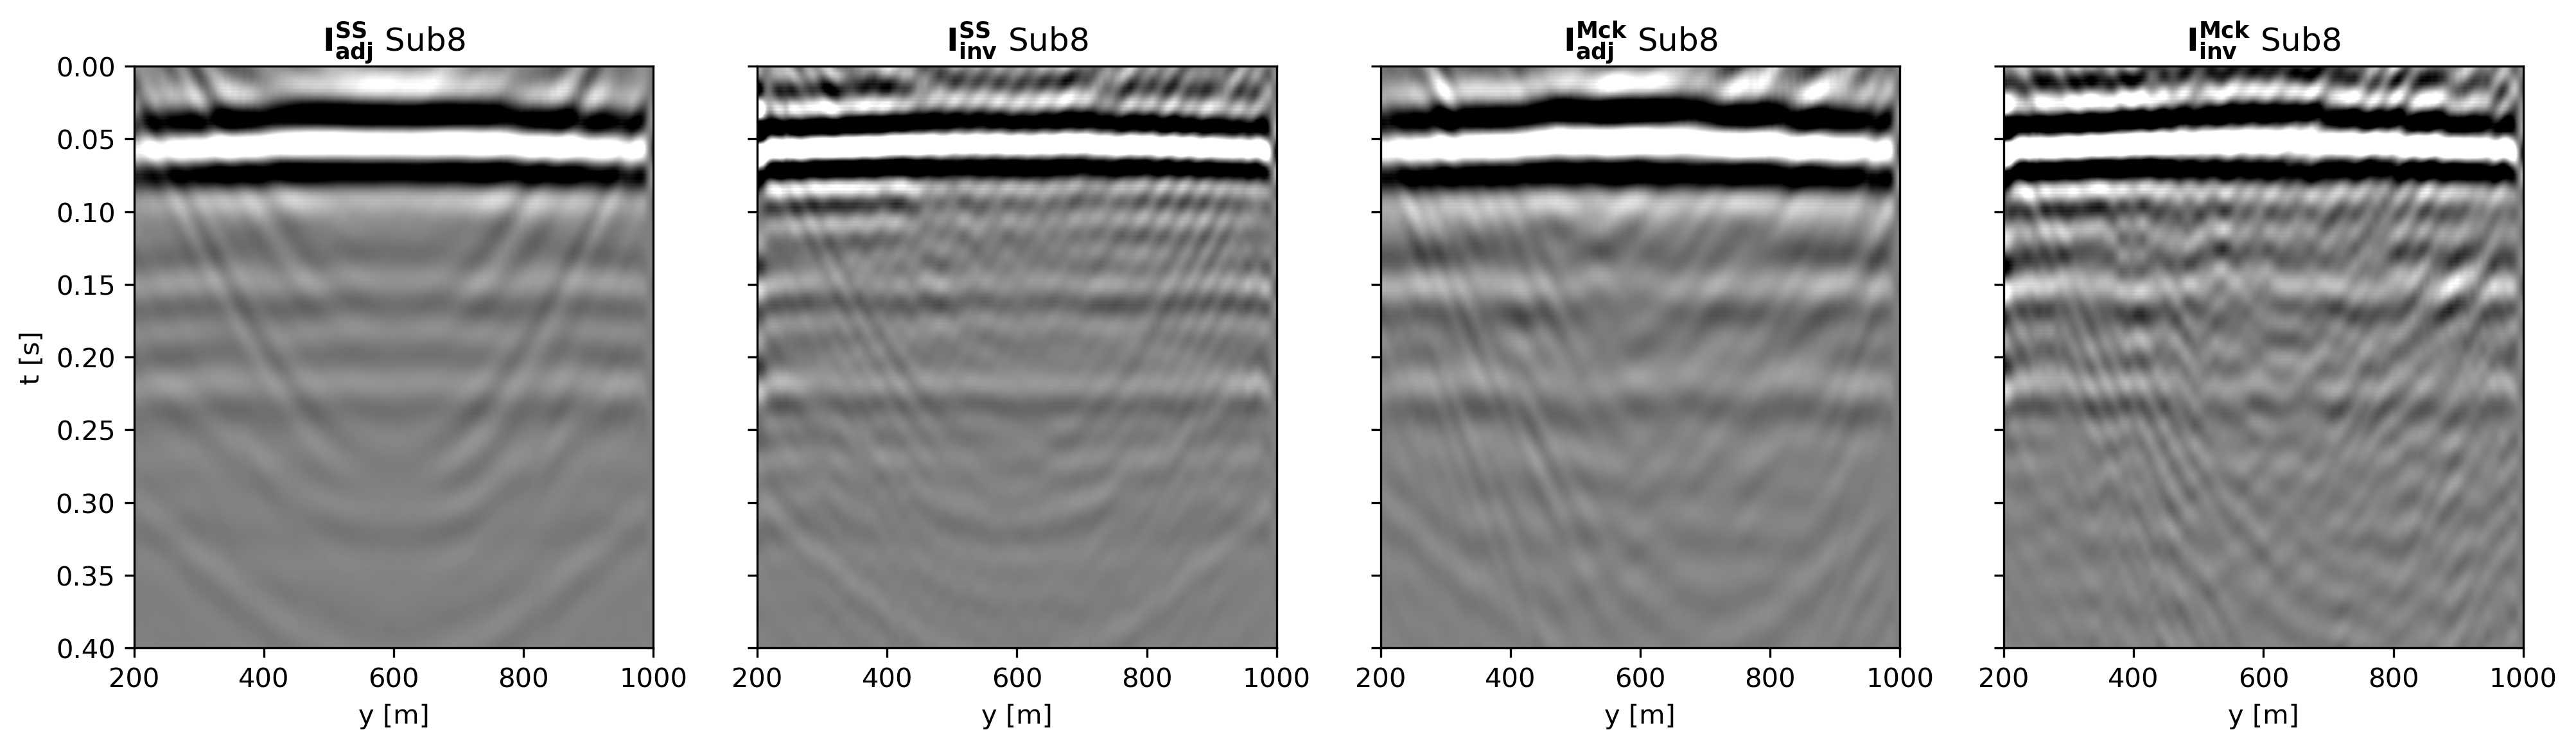 I^SS_adj Sub8
I^SS_inv Sub8
I^Mck_adj Sub8
I^Mck_inv Sub8
t [s]
0.00
0.05
0.10
0.15
0.20
0.25
0.30
0.35
0.40
200 400 600 800 1000
200 400 600 800 1000
200 400 600 800 1000
200 400 600 800 1000
y [m]
y [m]
y [m]
y [m]